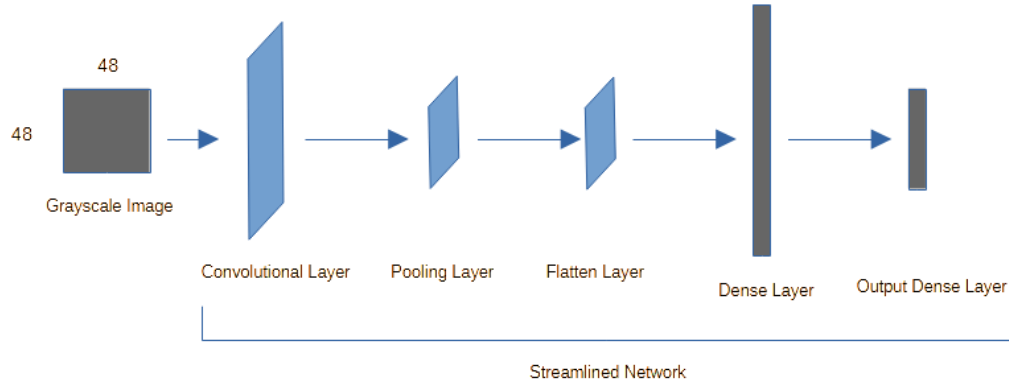 48
48
Grayscale Image
Convolutional Layer
Pooling Layer
Flatten Layer
Dense Layer
Output Dense Layer
Streamlined Network